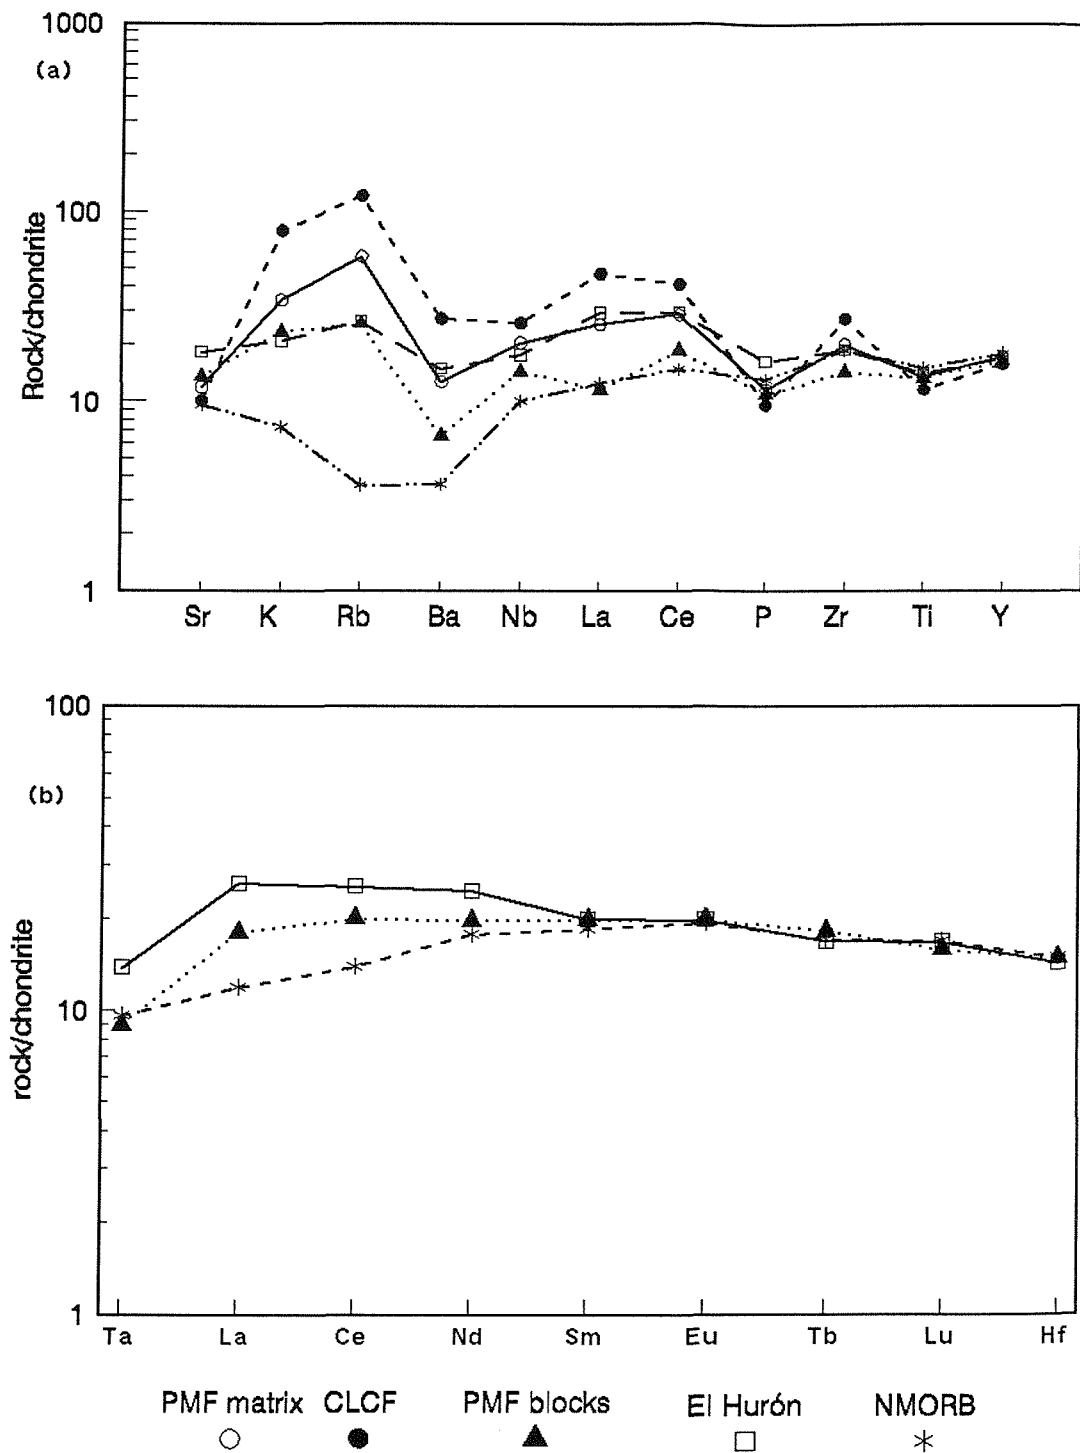 1000
(a)
100
Rock/chondrite
10
1
Sr K Rb Ba Nb La Ce P Zr Ti Y
100
(b)
rock/chondrite
10
1
Ta La Ce Nd Sm Eu Tb Lu Hf
PMF matrix CLCF PMF blocks El Hurón NMORB